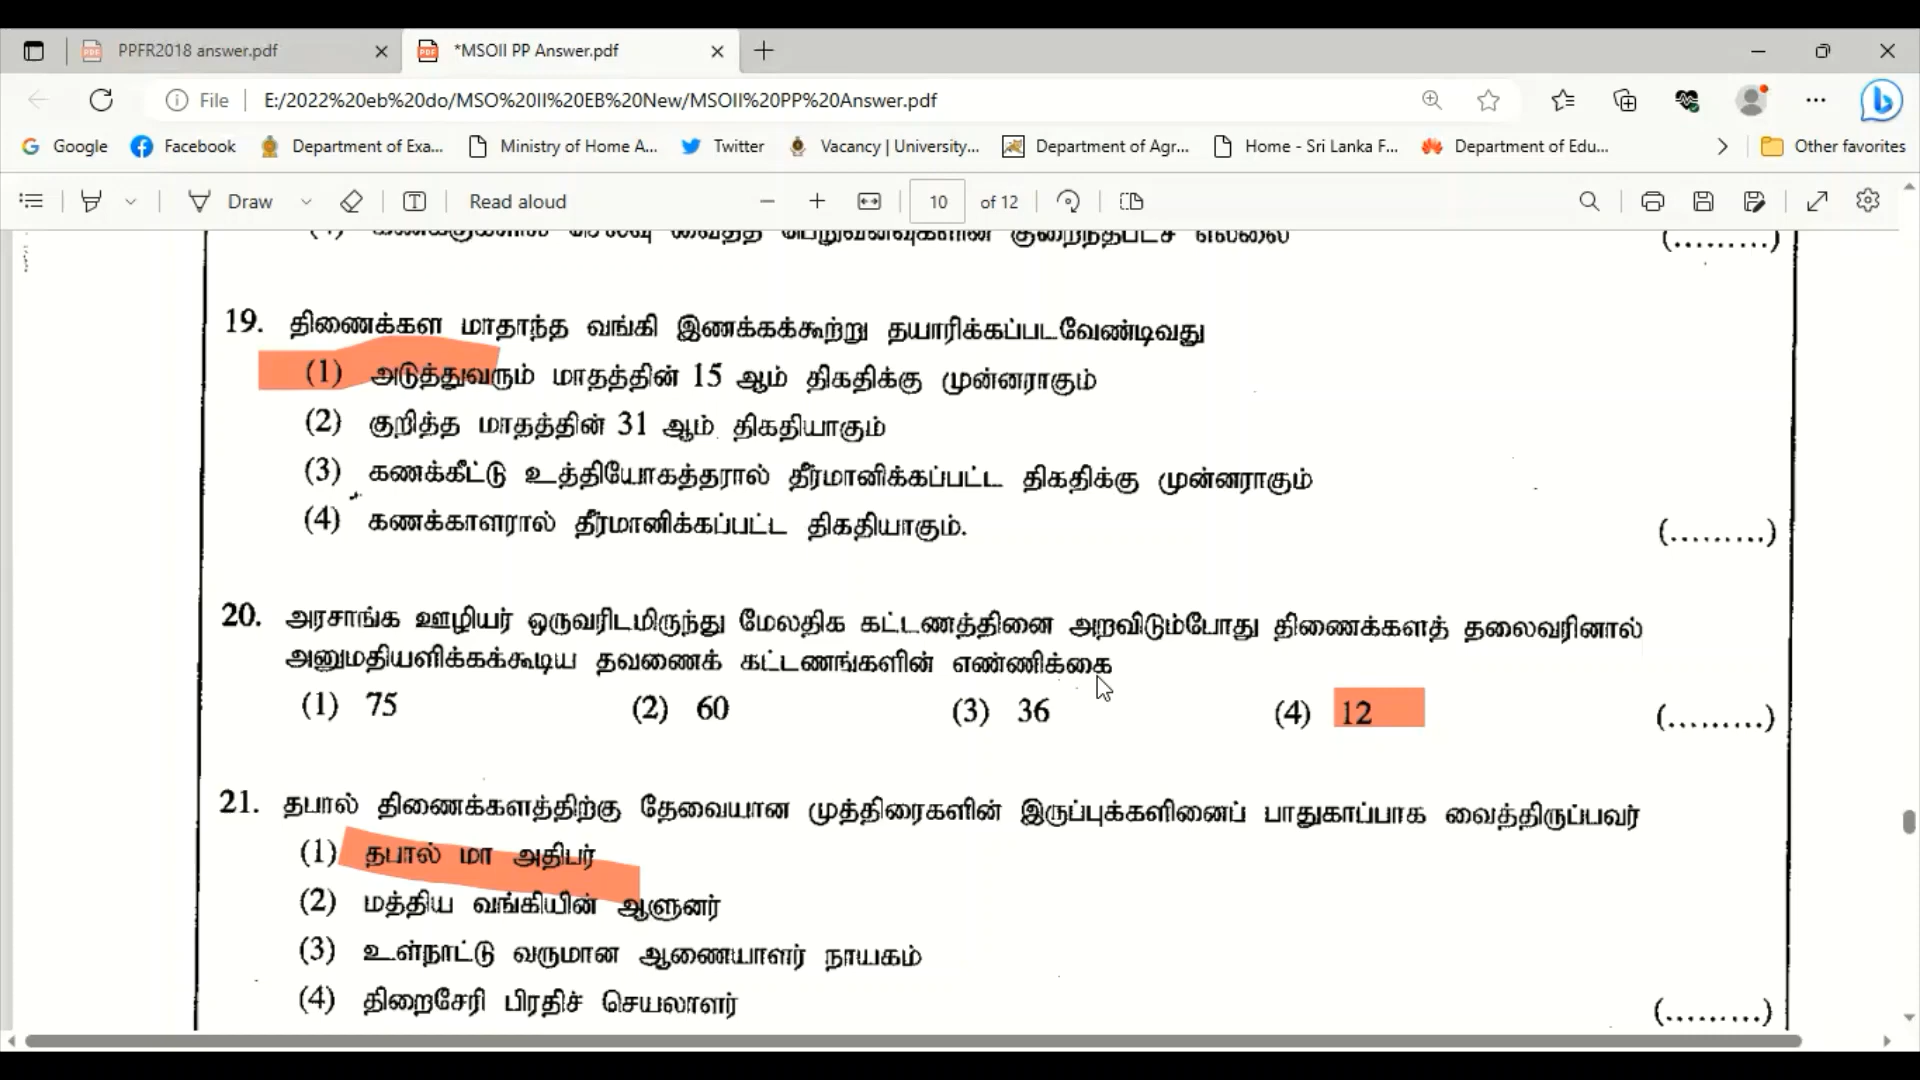 PPFR2018 answer.pdf
*MSOII PP Answer.pdf
File
E:/2022%20eb%20do/MSO%20II%20EB%20New/MSOII%20PP%20Answer.pdf
Google
Facebook
Department of Exa...
Ministry of Home A...
Twitter
Vacancy | University...
Department of Agr...
Home - Sri Lanka F...
Department of Edu...
Other favorites
Draw
Read aloud
10 of 12
(.........)
19. திணைக்கள மாதாந்த வங்கி இணக்கக்கூற்று தயாரிக்கப்படவேண்டிவது
(1) அடுத்துவரும் மாதத்தின் 15 ஆம் திகதிக்கு முன்னராகும்
(2) குறித்த மாதத்தின் 31 ஆம் திகதியாகும்
(3) கணக்கீட்டு உத்தியோகத்தரால் தீர்மானிக்கப்பட்ட திகதிக்கு முன்னராகும்
(4) கணக்காளரால் தீர்மானிக்கப்பட்ட திகதியாகும். (.........)
20. அரசாங்க ஊழியர் ஒருவரிடமிருந்து மேலதிக கட்டணத்தினை அறவிடும்போது திணைக்களத் தலைவரினால்
அனுமதியளிக்கக்கூடிய தவணைக் கட்டணங்களின் எண்ணிக்கை
(1) 75 (2) 60 (3) 36 (4) 12 (.........)
21. தபால் திணைக்களத்திற்கு தேவையான முத்திரைகளின் இருப்புக்களினைப் பாதுகாப்பாக வைத்திருப்பவர்
(1) தபால் மா அதிபர்
(2) மத்திய வங்கியின் ஆளுனர்
(3) உள்நாட்டு வருமான ஆணையாளர் நாயகம்
(4) திறைசேரி பிரதிச் செயலாளர் (.........)